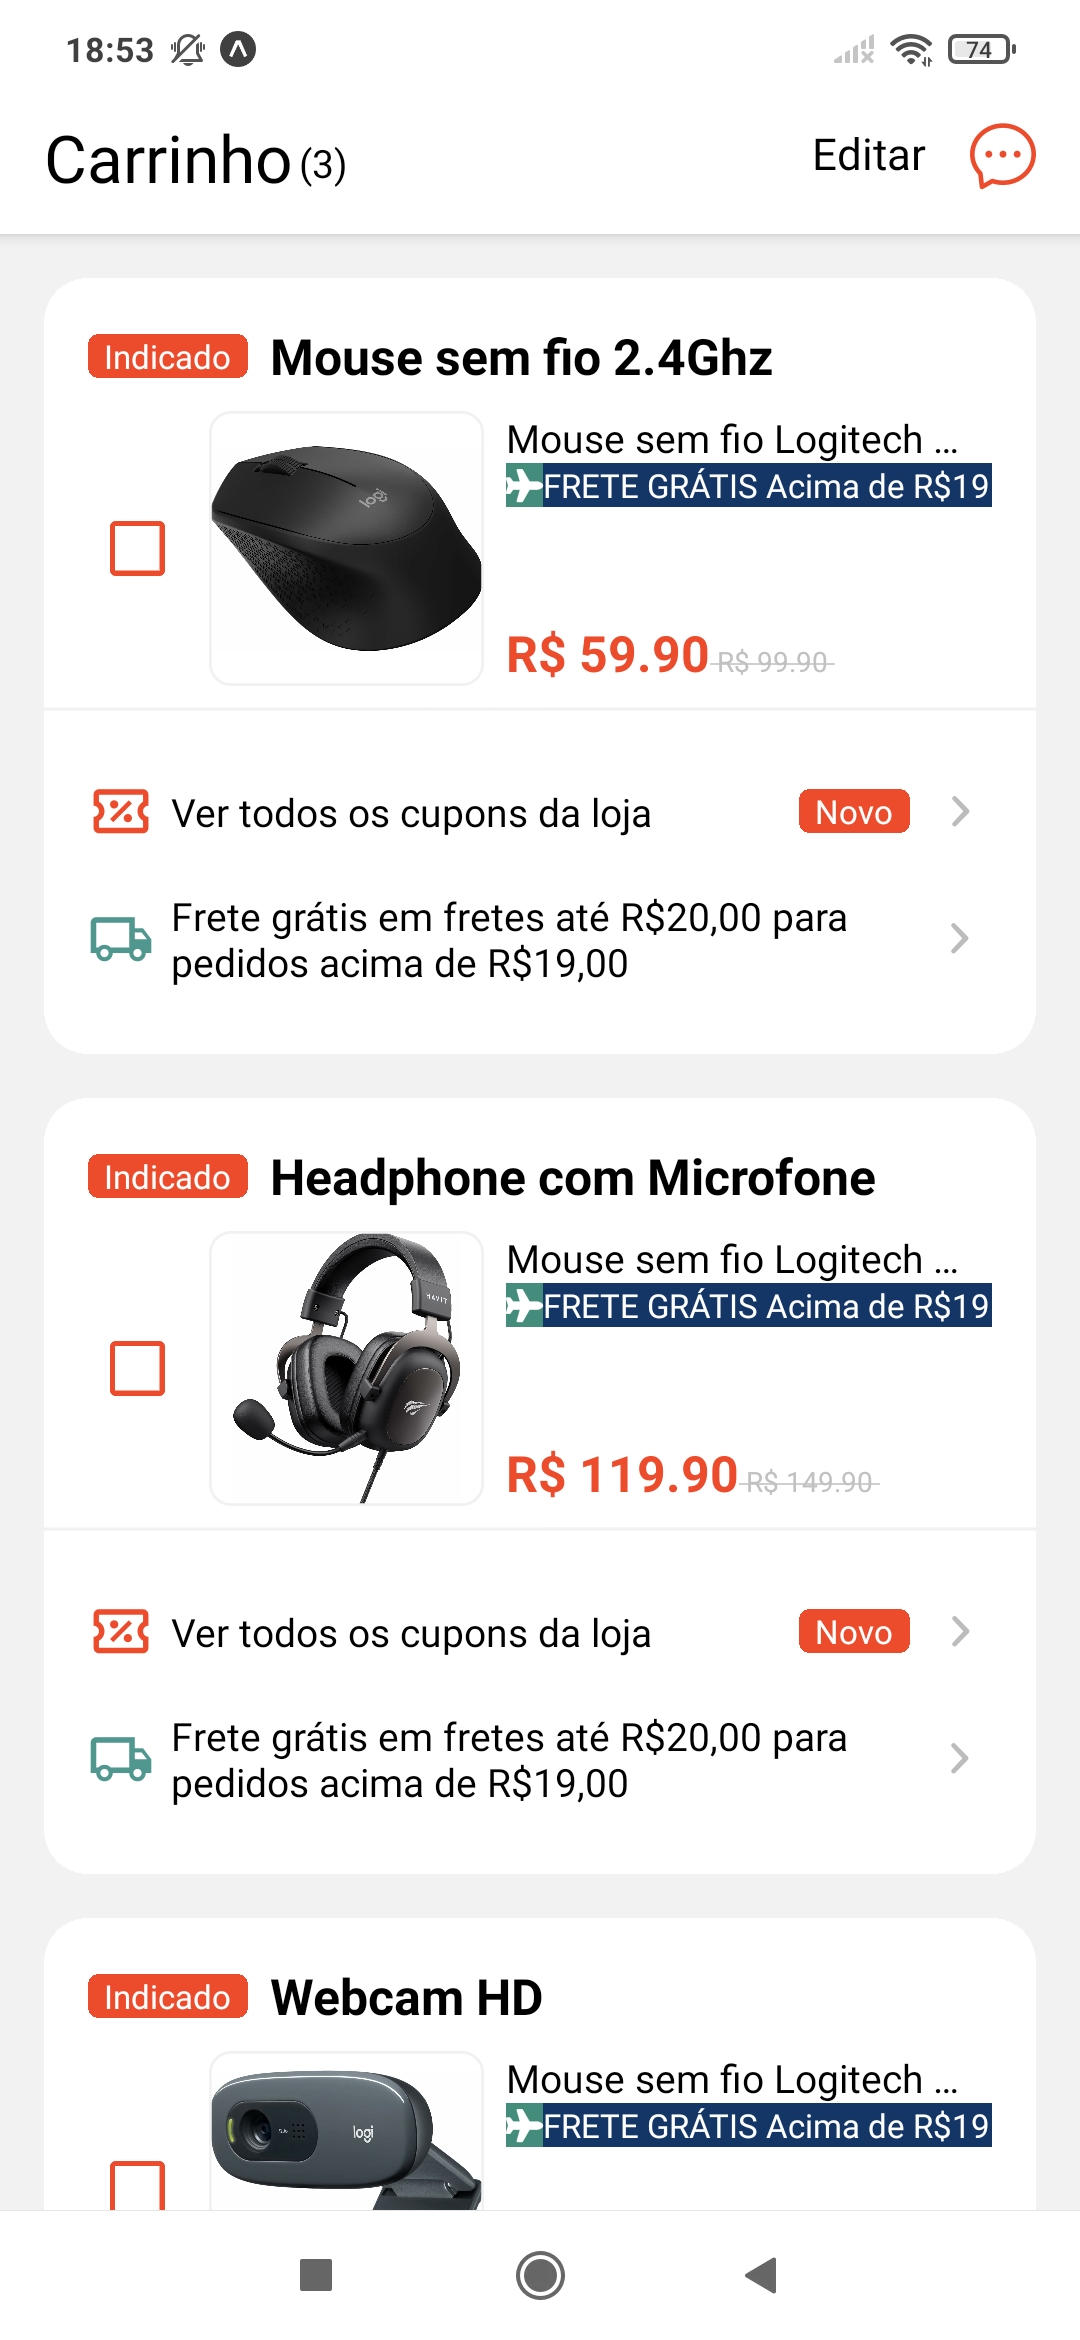 18:53
74
Carrinho (3)
Editar
Indicado
Mouse sem fio 2.4Ghz
logi
Mouse sem fio Logitech ...
FRETE GRÁTIS Acima de R$19
R$ 59.90 R$ 99.90
Ver todos os cupons da loja
Novo
Frete grátis em fretes até R$20,00 para
pedidos acima de R$19,00
Indicado
Headphone com Microfone
HAVIT
Mouse sem fio Logitech ...
FRETE GRÁTIS Acima de R$19
R$ 119.90 R$ 149.90
Ver todos os cupons da loja
Novo
Frete grátis em fretes até R$20,00 para
pedidos acima de R$19,00
Indicado
Webcam HD
logi
Mouse sem fio Logitech ...
FRETE GRÁTIS Acima de R$19